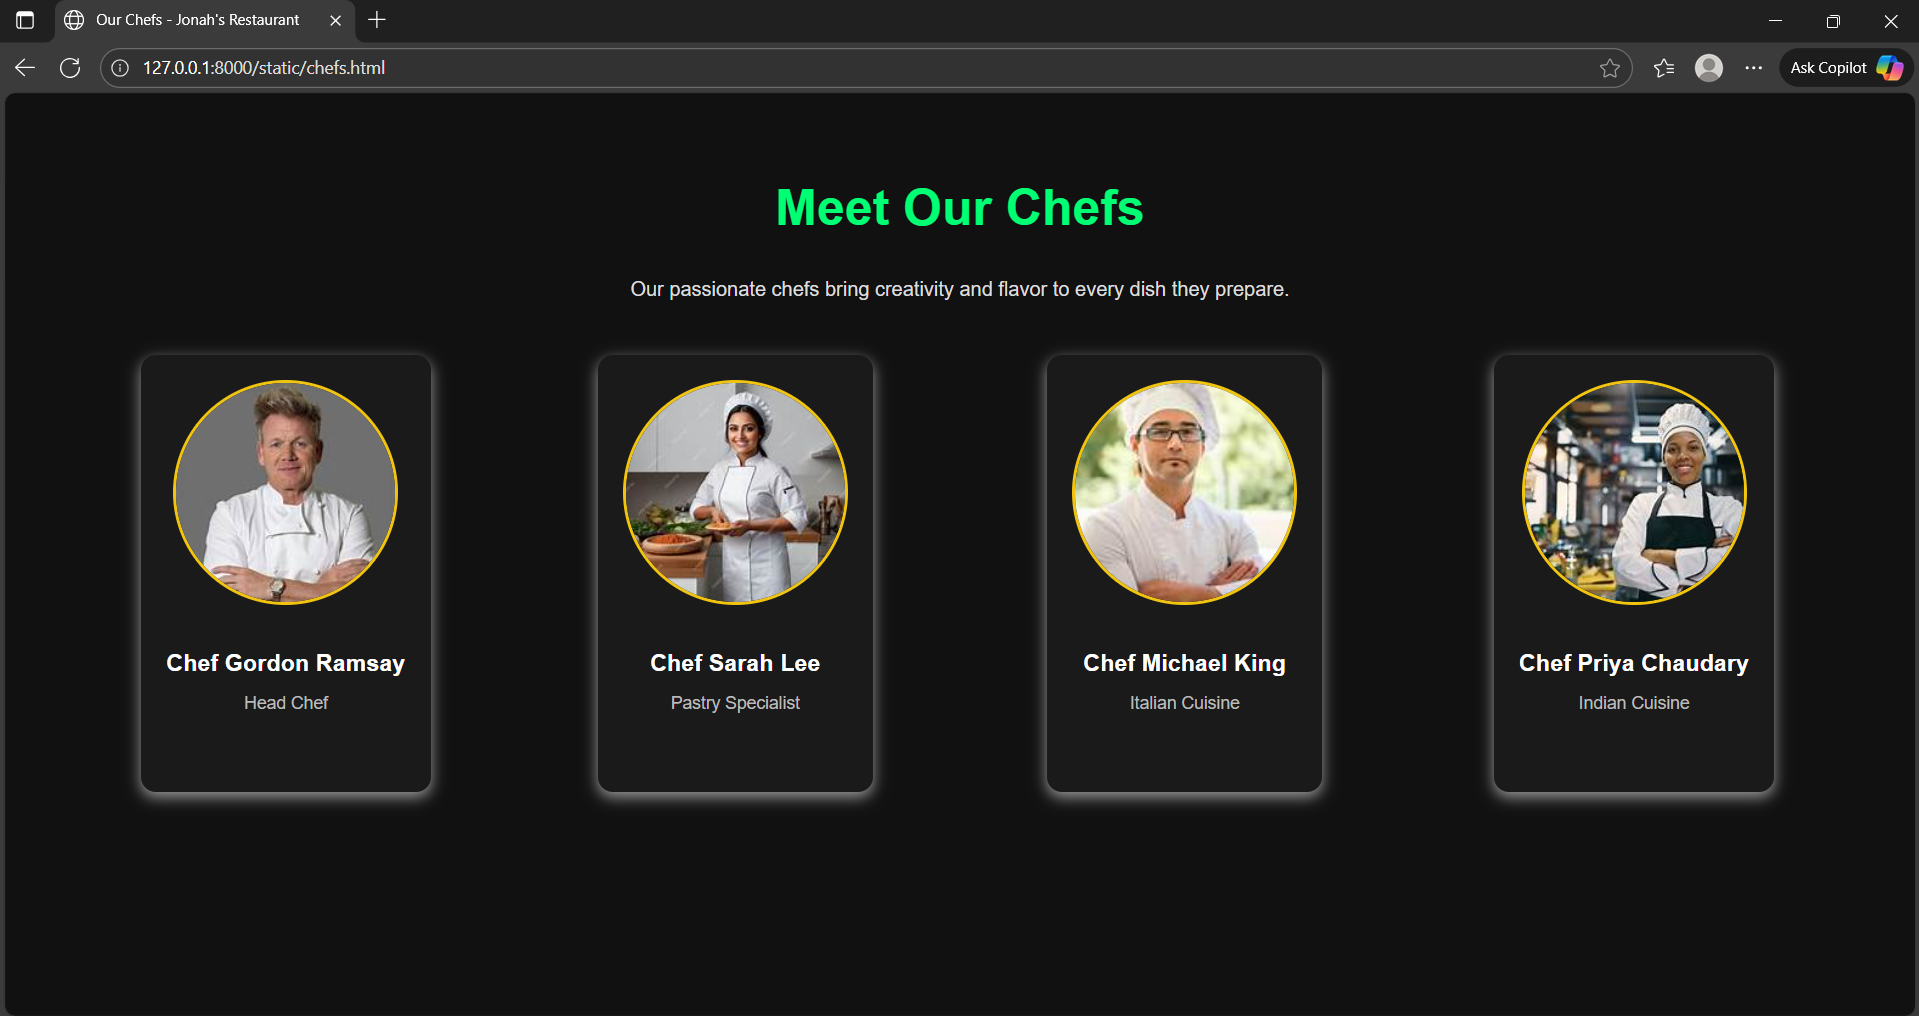 Our Chefs - Jonah's Restaurant
127.0.0.1:8000/static/chefs.html
Ask Copilot
Meet Our Chefs
Our passionate chefs bring creativity and flavor to every dish they prepare.
Chef Gordon Ramsay
Head Chef
Chef Sarah Lee
Pastry Specialist
Chef Michael King
Italian Cuisine
Chef Priya Chaudary
Indian Cuisine